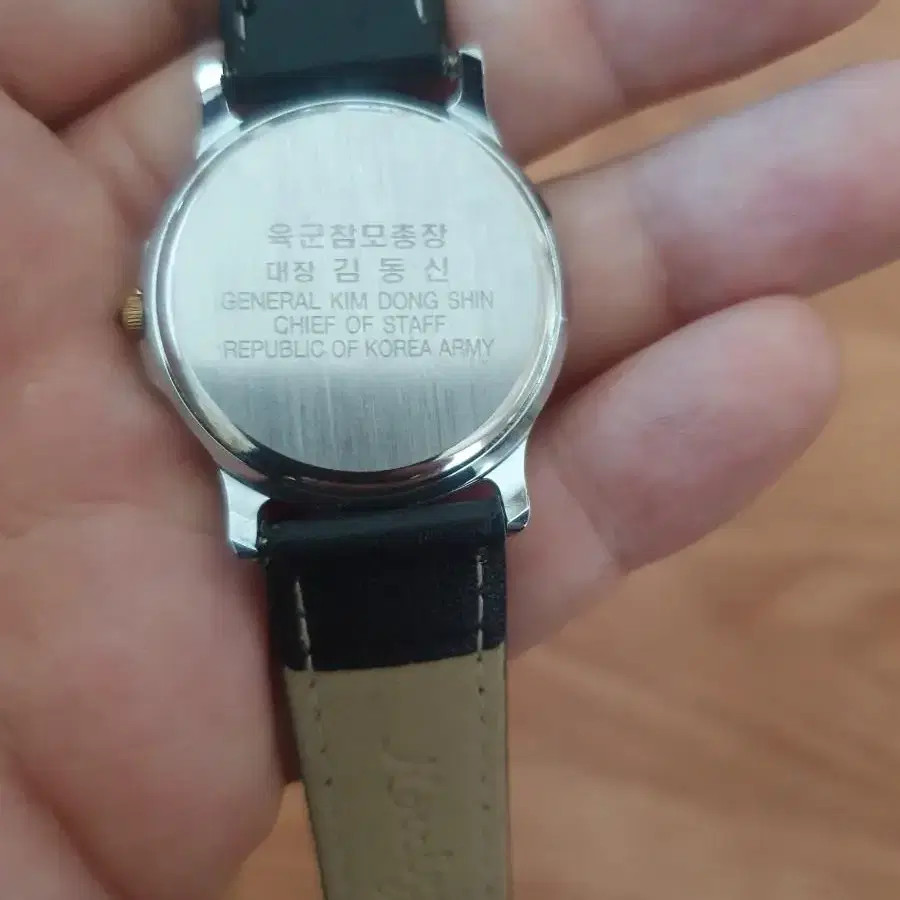 육군참모총장
대장 김동신
GENERAL KIM DONG SHIN
CHIEF OF STAFF
REPUBLIC OF KOREA ARMY